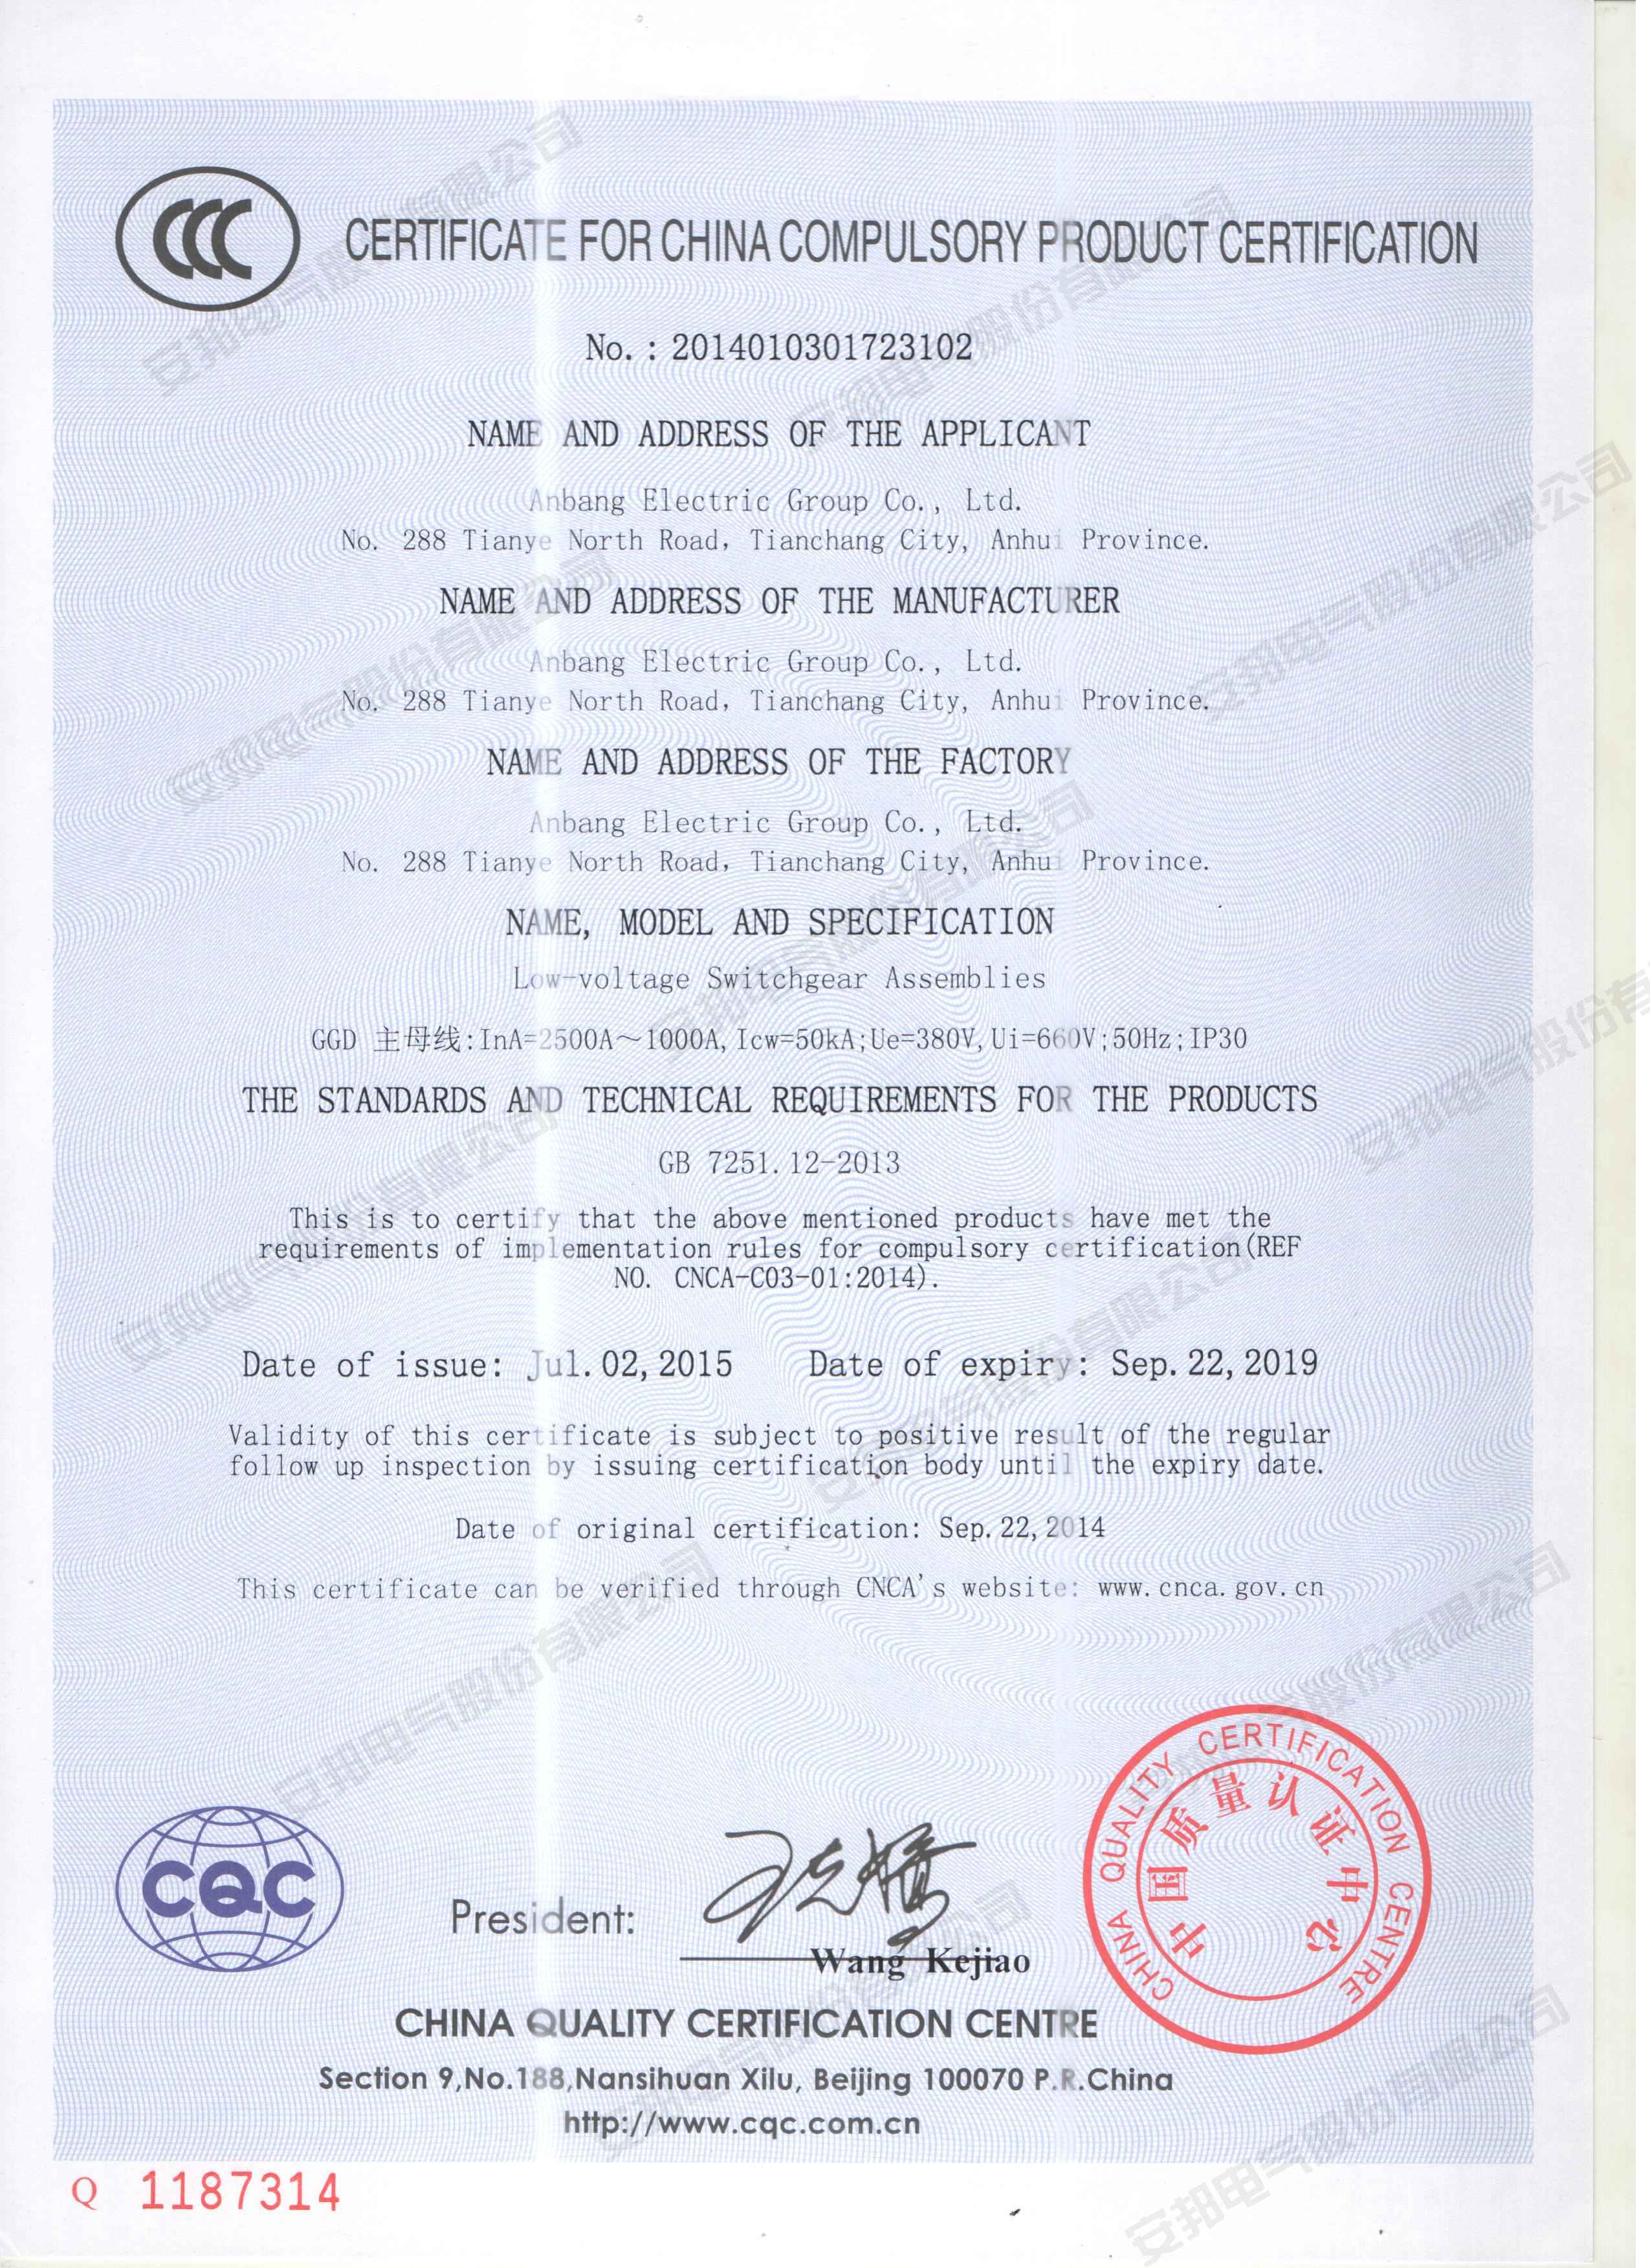 CCC
CERTIFICATE FOR CHINA COMPULSORY PRODUCT CERTIFICATION
No. : 2014010301723102
NAME AND ADDRESS OF THE APPLICANT
Anbang Electric Group Co., Ltd.
No. 288 Tianye North Road, Tianchang City, Anhui Province.
NAME AND ADDRESS OF THE MANUFACTURER
Anbang Electric Group Co., Ltd.
No. 288 Tianye North Road, Tianchang City, Anhui Province.
NAME AND ADDRESS OF THE FACTORY
Anbang Electric Group Co., Ltd.
No. 288 Tianye North Road, Tianchang City, Anhui Province.
NAME, MODEL AND SPECIFICATION
Low-voltage Switchgear Assemblies
GGD 主母线:InA=2500A～1000A, Icw=50kA;Ue=380V, Ui=660V;50Hz;IP30
THE STANDARDS AND TECHNICAL REQUIREMENTS FOR THE PRODUCTS
GB 7251.12-2013
This is to certify that the above mentioned products have met the
requirements of implementation rules for compulsory certification(REF
NO. CNCA-C03-01:2014).
Date of issue: Jul. 02, 2015 Date of expiry: Sep. 22, 2019
Validity of this certificate is subject to positive result of the regular
follow up inspection by issuing certification body until the expiry date.
Date of original certification: Sep. 22, 2014
This certificate can be verified through CNCA's website: www.cnca.gov.cn
CHINA QUALITY CERTIFICATION CENTRE
中国质量认证中心
CQC
President:
Wang Kejiao
CHINA QUALITY CERTIFICATION CENTRE
Section 9,No.188,Nansihuan Xilu, Beijing 100070 P.R.China
http://www.cqc.com.cn
Q 1187314
安邦电气股份有限公司